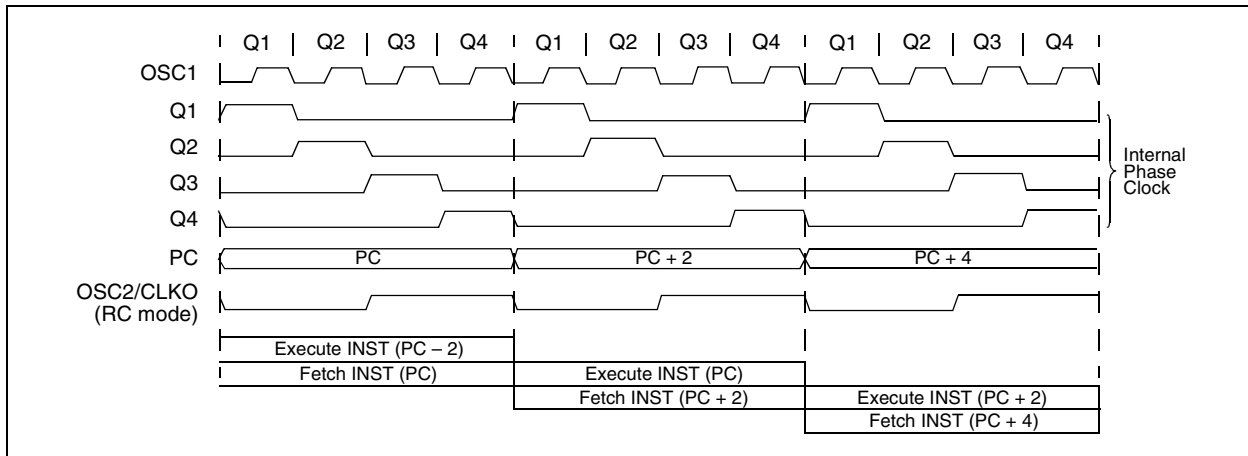 Q1 Q2 Q3 Q4 Q1 Q2 Q3 Q4 Q1 Q2 Q3 Q4
OSC1
Q1
Q2
Q3
Q4
Internal
Phase
Clock
PC
PC PC + 2 PC + 4
OSC2/CLKO
(RC mode)
Execute INST (PC – 2)
Fetch INST (PC) Execute INST (PC)
Fetch INST (PC + 2) Execute INST (PC + 2)
Fetch INST (PC + 4)